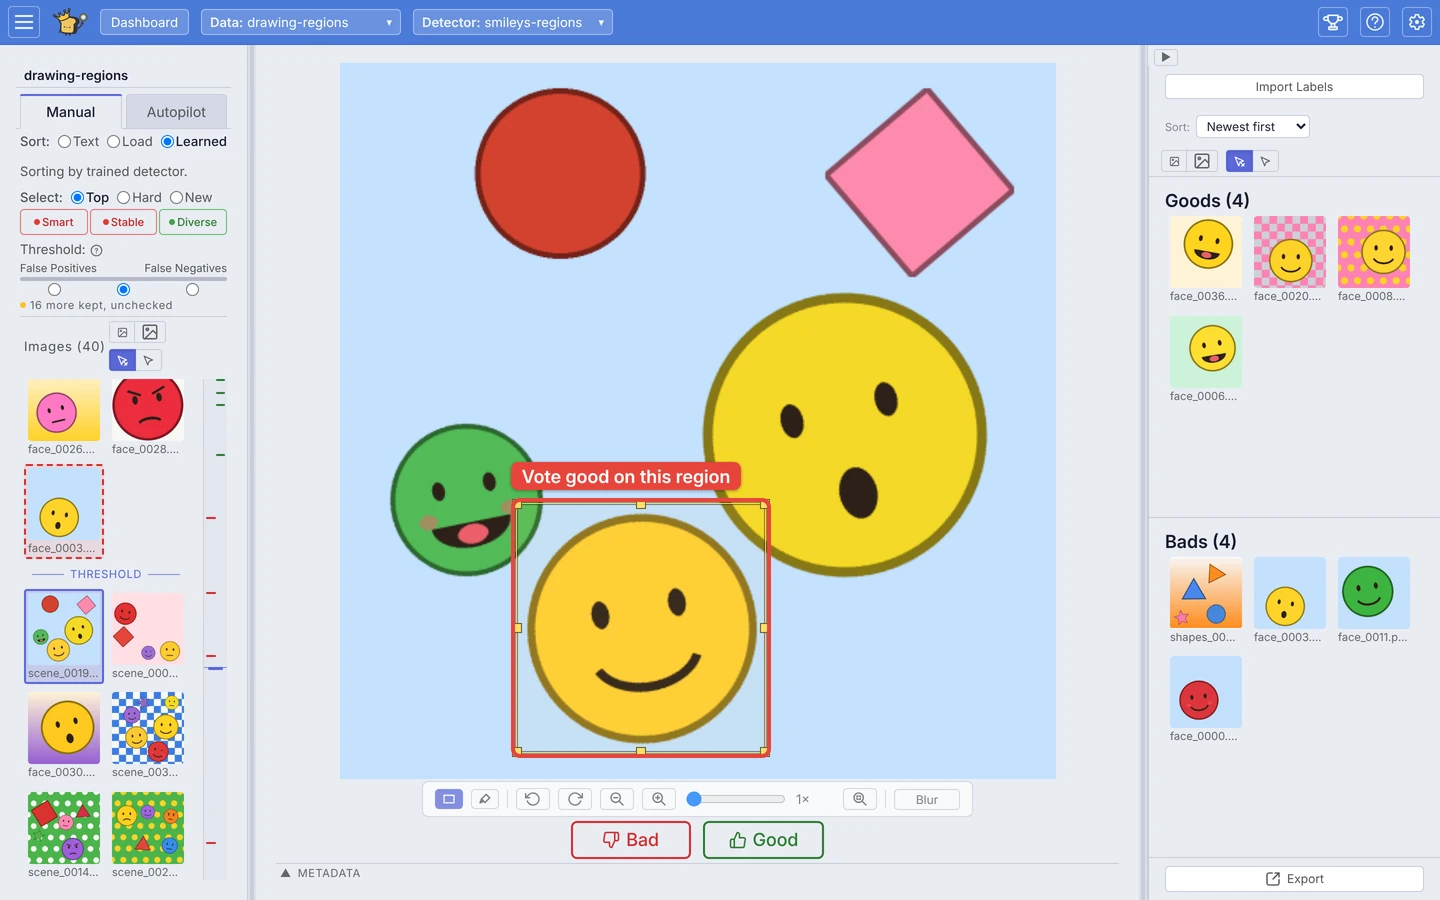 Dashboard
Data: drawing-regions
Detector: smileys-regions
drawing-regions
Manual
Autopilot
Sort: Text Load Learned
Sorting by trained detector.
Select: Top Hard New
Smart
Stable
Diverse
Threshold:
False Positives
False Negatives
16 more kept, unchecked
Images (40)
face_0026....
face_0028....
face_0003....
THRESHOLD
scene_0019...
scene_000...
face_0030....
scene_003...
scene_0014...
scene_002...
Vote good on this region
1×
Blur
Bad
Good
METADATA
Import Labels
Sort: Newest first
Goods (4)
face_0036....
face_0020....
face_0008....
face_0006....
Bads (4)
shapes_00...
face_0003....
face_0011.p...
face_0000....
Export